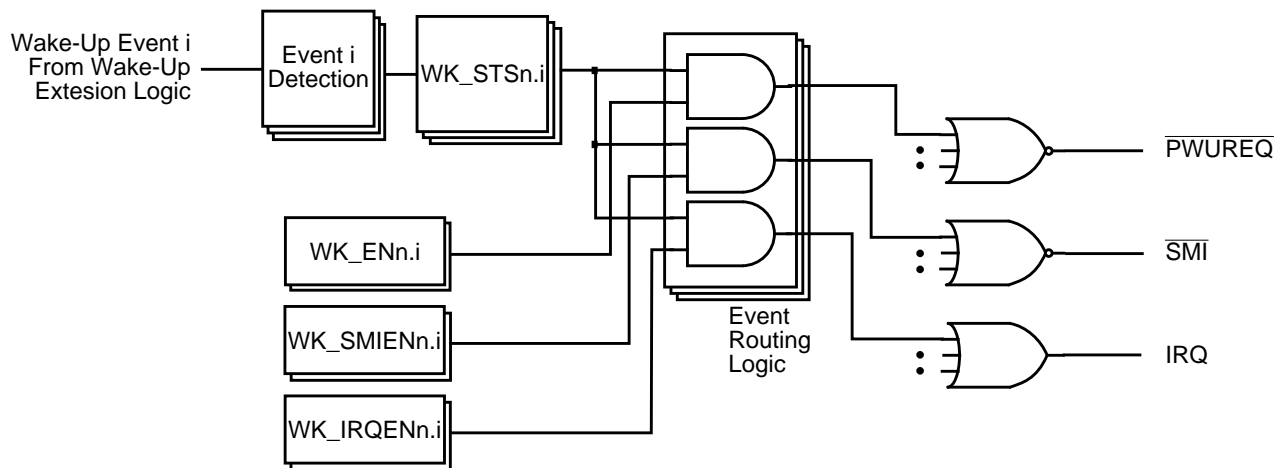 Wake-Up Event i
From Wake-Up
Extesion Logic
Event i
Detection
WK_STSn.i
WK_ENn.i
WK_SMIENn.i
WK_IRQENn.i
Event
Routing
Logic
PWUREQ
SMI
IRQ